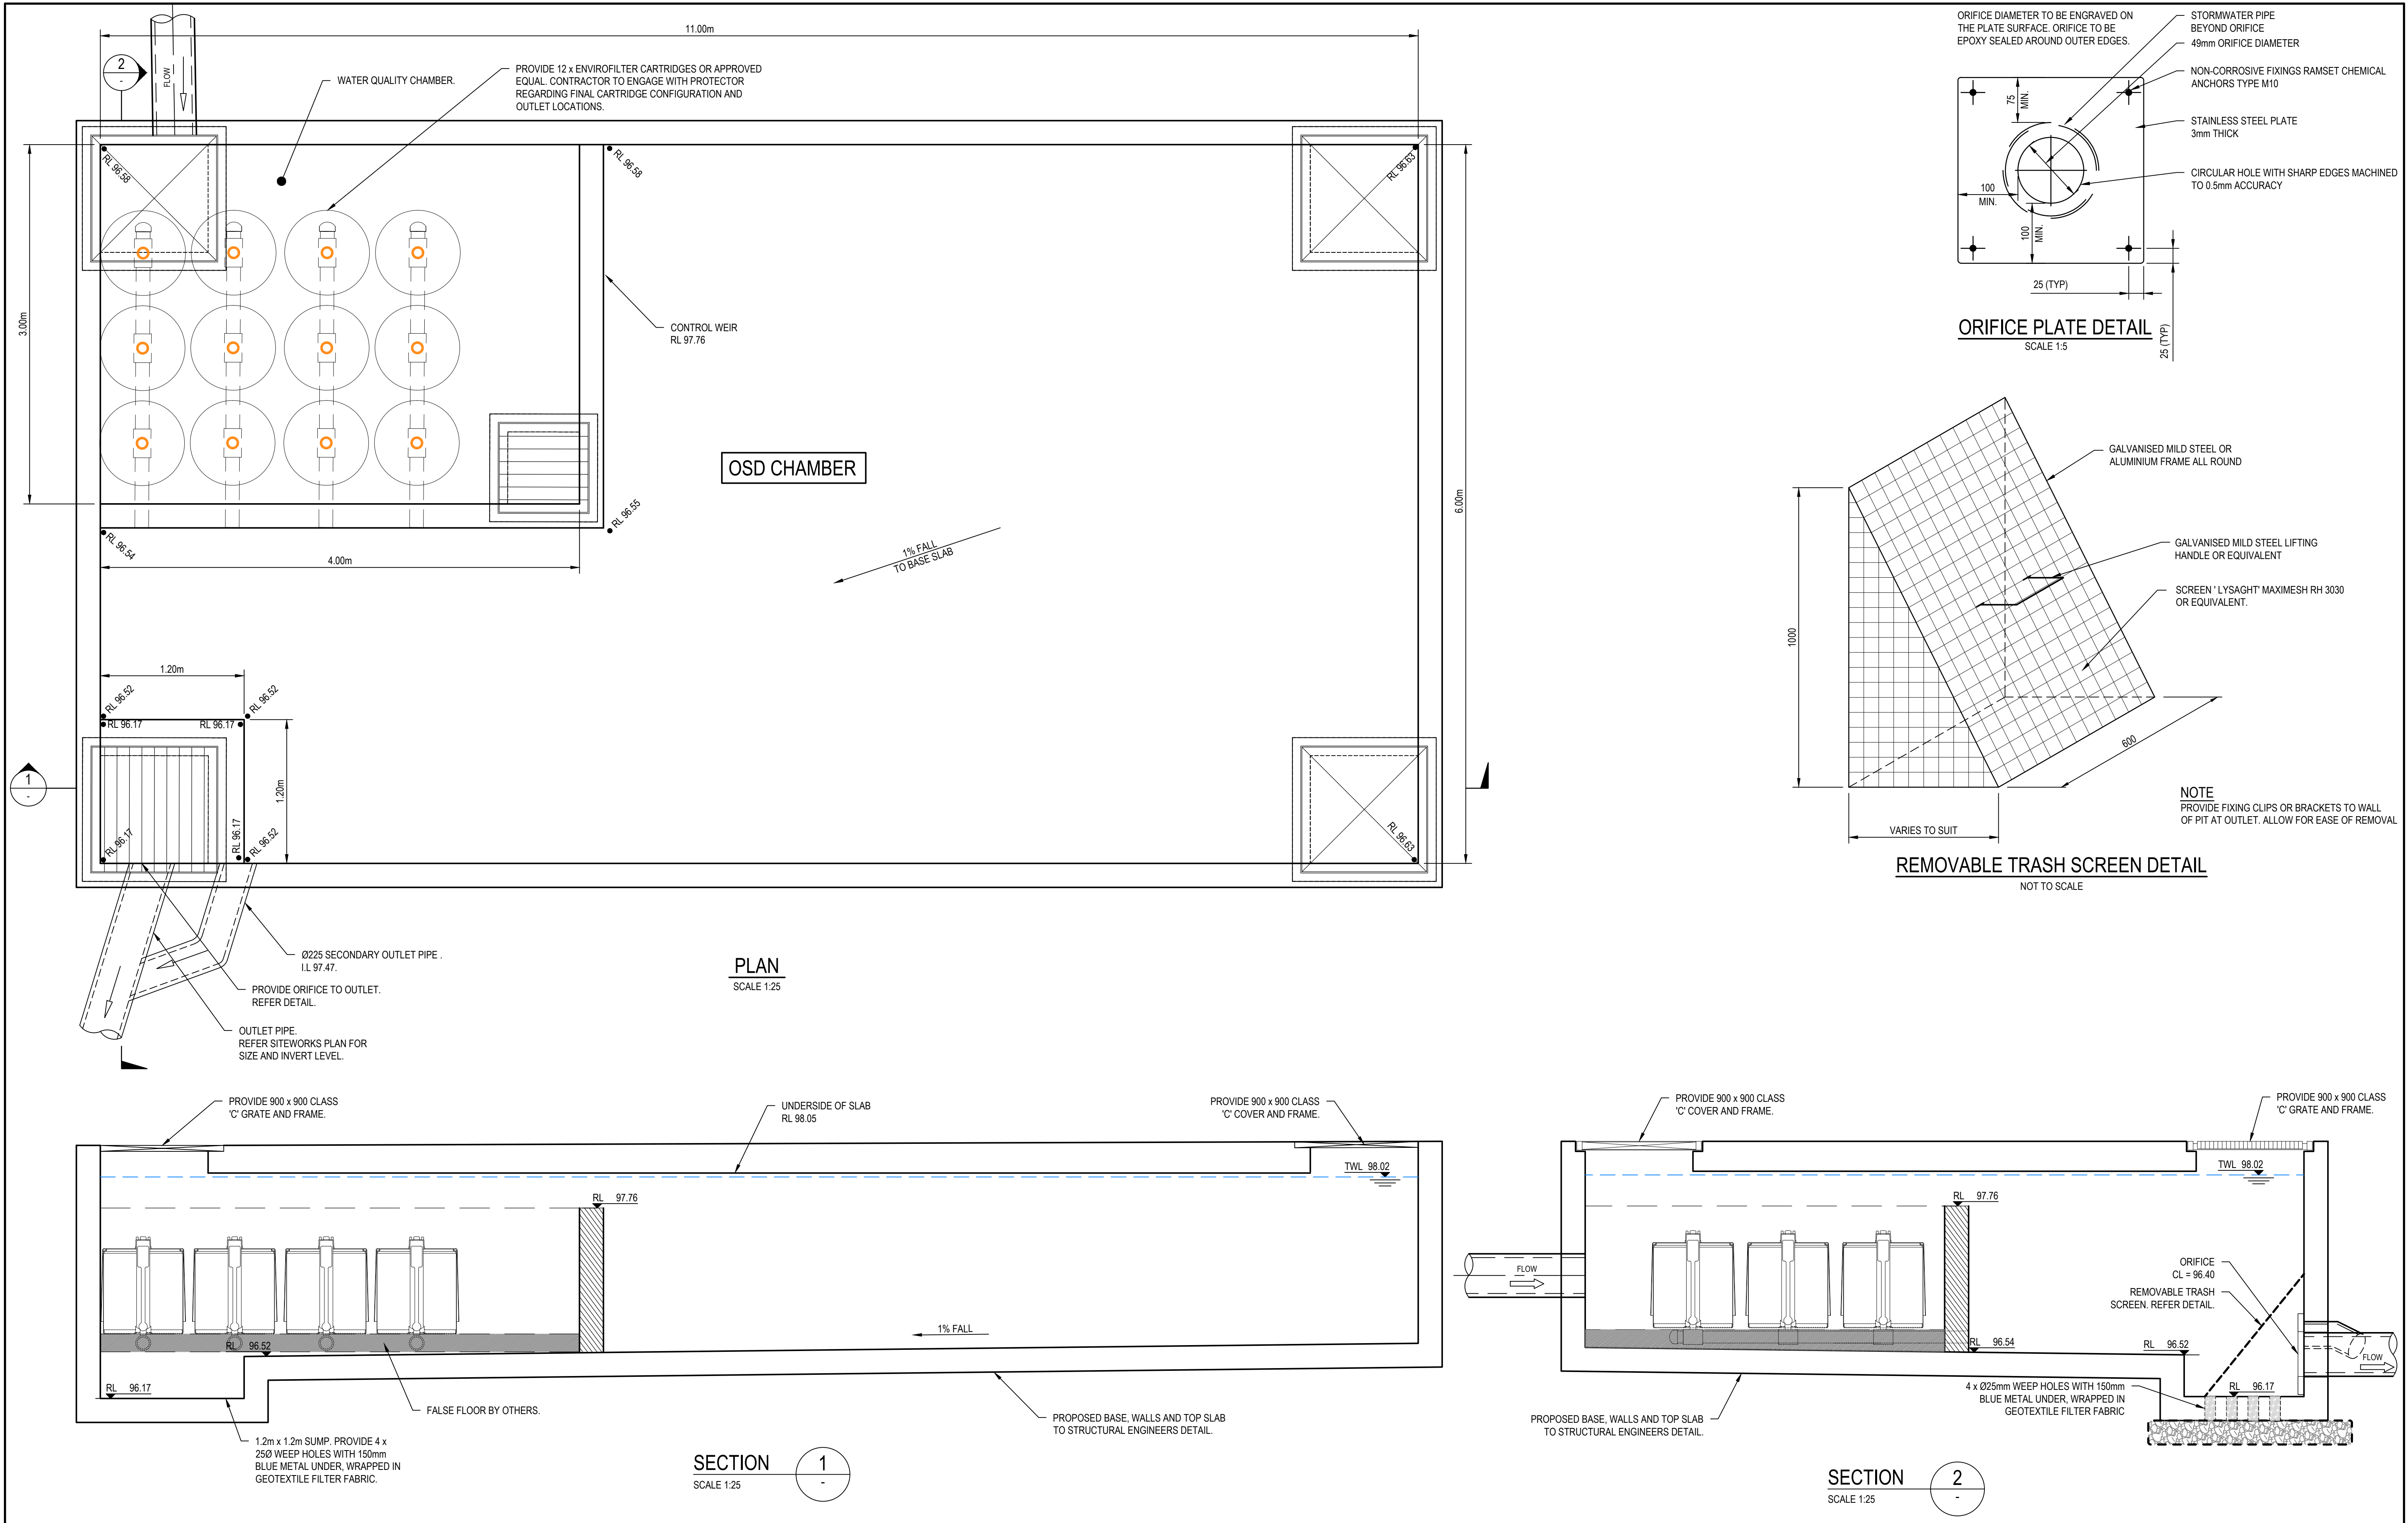 11.00m
2
-
FLOW
WATER QUALITY CHAMBER.
PROVIDE 12 x ENVIROFILTER CARTRIDGES OR APPROVED
EQUAL. CONTRACTOR TO ENGAGE WITH PROTECTOR
REGARDING FINAL CARTRIDGE CONFIGURATION AND
OUTLET LOCATIONS.
RL 96.58
RL 96.58
RL 96.63
3.00m
CONTROL WEIR
RL 97.76
OSD CHAMBER
6.00m
RL 96.55
RL 96.54
4.00m
1% FALL
TO BASE SLAB
1.20m
RL 96.52
RL 96.52
RL 96.17
RL 96.17
1.20m
1
-
RL 96.17
RL 96.17
RL 96.52
RL 96.63
Ø225 SECONDARY OUTLET PIPE .
I.L 97.47.
PROVIDE ORIFICE TO OUTLET.
REFER DETAIL.
OUTLET PIPE.
REFER SITEWORKS PLAN FOR
SIZE AND INVERT LEVEL.
PLAN
SCALE 1:25
ORIFICE DIAMETER TO BE ENGRAVED ON
THE PLATE SURFACE. ORIFICE TO BE
EPOXY SEALED AROUND OUTER EDGES.
STORMWATER PIPE
BEYOND ORIFICE
49mm ORIFICE DIAMETER
NON-CORROSIVE FIXINGS RAMSET CHEMICAL
ANCHORS TYPE M10
STAINLESS STEEL PLATE
3mm THICK
CIRCULAR HOLE WITH SHARP EDGES MACHINED
TO 0.5mm ACCURACY
75
MIN.
100
MIN.
100
MIN.
25 (TYP)
25 (TYP)
ORIFICE PLATE DETAIL
SCALE 1:5
GALVANISED MILD STEEL OR
ALUMINIUM FRAME ALL ROUND
GALVANISED MILD STEEL LIFTING
HANDLE OR EQUIVALENT
SCREEN ' LYSAGHT' MAXIMESH RH 3030
OR EQUIVALENT.
1000
600
VARIES TO SUIT
NOTE
PROVIDE FIXING CLIPS OR BRACKETS TO WALL
OF PIT AT OUTLET. ALLOW FOR EASE OF REMOVAL
REMOVABLE TRASH SCREEN DETAIL
NOT TO SCALE
PROVIDE 900 x 900 CLASS
'C' GRATE AND FRAME.
UNDERSIDE OF SLAB
RL 98.05
PROVIDE 900 x 900 CLASS
'C' COVER AND FRAME.
TWL 98.02
RL 97.76
RL 96.52
RL 96.17
1% FALL
FALSE FLOOR BY OTHERS.
1.2m x 1.2m SUMP. PROVIDE 4 x
25Ø WEEP HOLES WITH 150mm
BLUE METAL UNDER, WRAPPED IN
GEOTEXTILE FILTER FABRIC.
PROPOSED BASE, WALLS AND TOP SLAB
TO STRUCTURAL ENGINEERS DETAIL.
SECTION
SCALE 1:25
1
-
PROVIDE 900 x 900 CLASS
'C' COVER AND FRAME.
PROVIDE 900 x 900 CLASS
'C' GRATE AND FRAME.
TWL 98.02
RL 97.76
FLOW
ORIFICE
CL = 96.40
REMOVABLE TRASH
SCREEN. REFER DETAIL.
RL 96.54
RL 96.52
FLOW
RL 96.17
4 x Ø25mm WEEP HOLES WITH 150mm
BLUE METAL UNDER, WRAPPED IN
GEOTEXTILE FILTER FABRIC
PROPOSED BASE, WALLS AND TOP SLAB
TO STRUCTURAL ENGINEERS DETAIL.
SECTION
SCALE 1:25
2
-